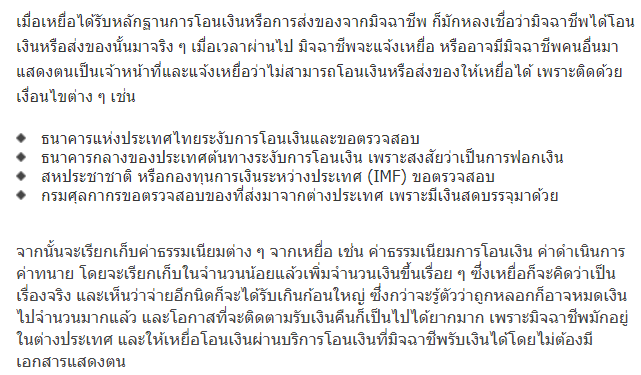 เมื่อเหยื่อได้รับหลักฐานการโอนเงินหรือการส่งของจากมิจฉาชีพ ก็มักหลงเชื่อว่ามิจฉาชีพได้โอน
เงินหรือส่งของนั้นมาจริง ๆ เมื่อเวลาผ่านไป มิจฉาชีพจะแจ้งเหยื่อ หรืออาจมีมิจฉาชีพคนอื่นมา
แสดงตนเป็นเจ้าหน้าที่และแจ้งเหยื่อว่าไม่สามารถโอนเงินหรือส่งของให้เหยื่อได้ เพราะติดด้วย
เงื่อนไขต่าง ๆ เช่น
◆ ธนาคารแห่งประเทศไทยระงับการโอนเงินและขอตรวจสอบ
◆ ธนาคารกลางของประเทศต้นทางระงับการโอนเงิน เพราะสงสัยว่าเป็นการฟอกเงิน
◆ สหประชาชาติ หรือกองทุนการเงินระหว่างประเทศ (IMF) ขอตรวจสอบ
◆ กรมศุลกากรขอตรวจสอบของที่ส่งมาจากต่างประเทศ เพราะมีเงินสดบรรจุมาด้วย
จากนั้นจะเรียกเก็บค่าธรรมเนียมต่าง ๆ จากเหยื่อ เช่น ค่าธรรมเนียมการโอนเงิน ค่าดำเนินการ
ค่าทนาย โดยจะเรียกเก็บในจำนวนน้อยแล้วเพิ่มจำนวนเงินขึ้นเรื่อย ๆ ซึ่งเหยื่อก็จะคิดว่าเป็น
เรื่องจริง และเห็นว่าจ่ายอีกนิดก็จะได้รับเกินก้อนใหญ่ ซึ่งกว่าจะรู้ตัวว่าถูกหลอกก็อาจหมดเงิน
ไปจำนวนมากแล้ว และโอกาสที่จะติดตามรับเงินคืนก็เป็นไปได้ยากมาก เพราะมิจฉาชีพมักอยู่
ในต่างประเทศ และให้เหยื่อโอนเงินผ่านบริการโอนเงินที่มิจฉาชีพรับเงินได้โดยไม่ต้องมี
เอกสารแสดงตน